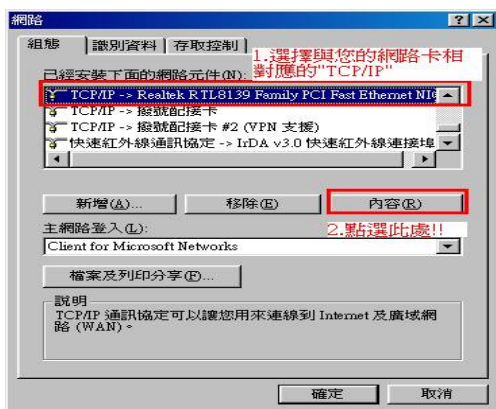 網路
組態
識別資料
存取控制
1.選擇與您的網路卡相
對應的"TCP/IP"
已經安裝下面的網路元件(N):
TCP/IP -> Realtek RTL8139 Family PCI Fast Ethernet NIC
TCP/IP -> 撥號配接卡
TCP/IP -> 撥號配接卡 #2 (VPN 支援)
快速紅外線通訊協定 -> IrDA v3.0 快速紅外線連接埠
新增(A)...
移除(E)
內容(R)
主網路登入(L):
2.點選此處!!
Client for Microsoft Networks
檔案及列印分享(F)...
說明
TCP/IP 通訊協定可以讓您用來連線到 Internet 及廣域網
路 (WAN)。
確定
取消